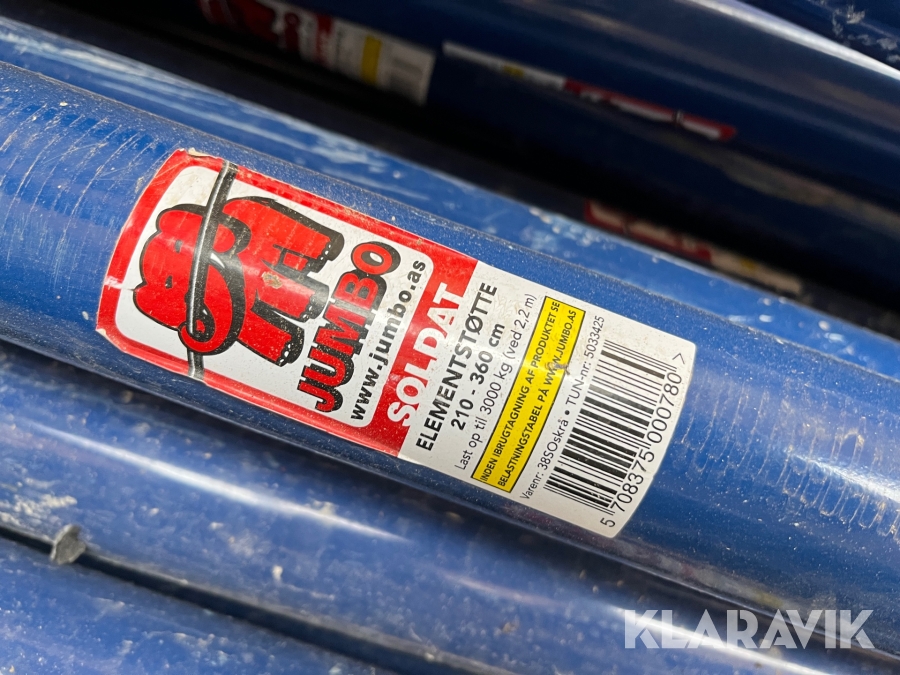 JUMBO
www.jumbo.as
SOLDAT
ELEMENTSTØTTE
210 - 360 cm
Last op til 3000 kg (ved 2,2 m)
INDEN IBRUGTAGNING AF PRODUKTET SE
BELASTNINGSTABEL PÅ WWW.JUMBO.AS
Varenr: 38SOskrå • TUN-nr: 5033425
5 708375 000780 >
KLARAVIK